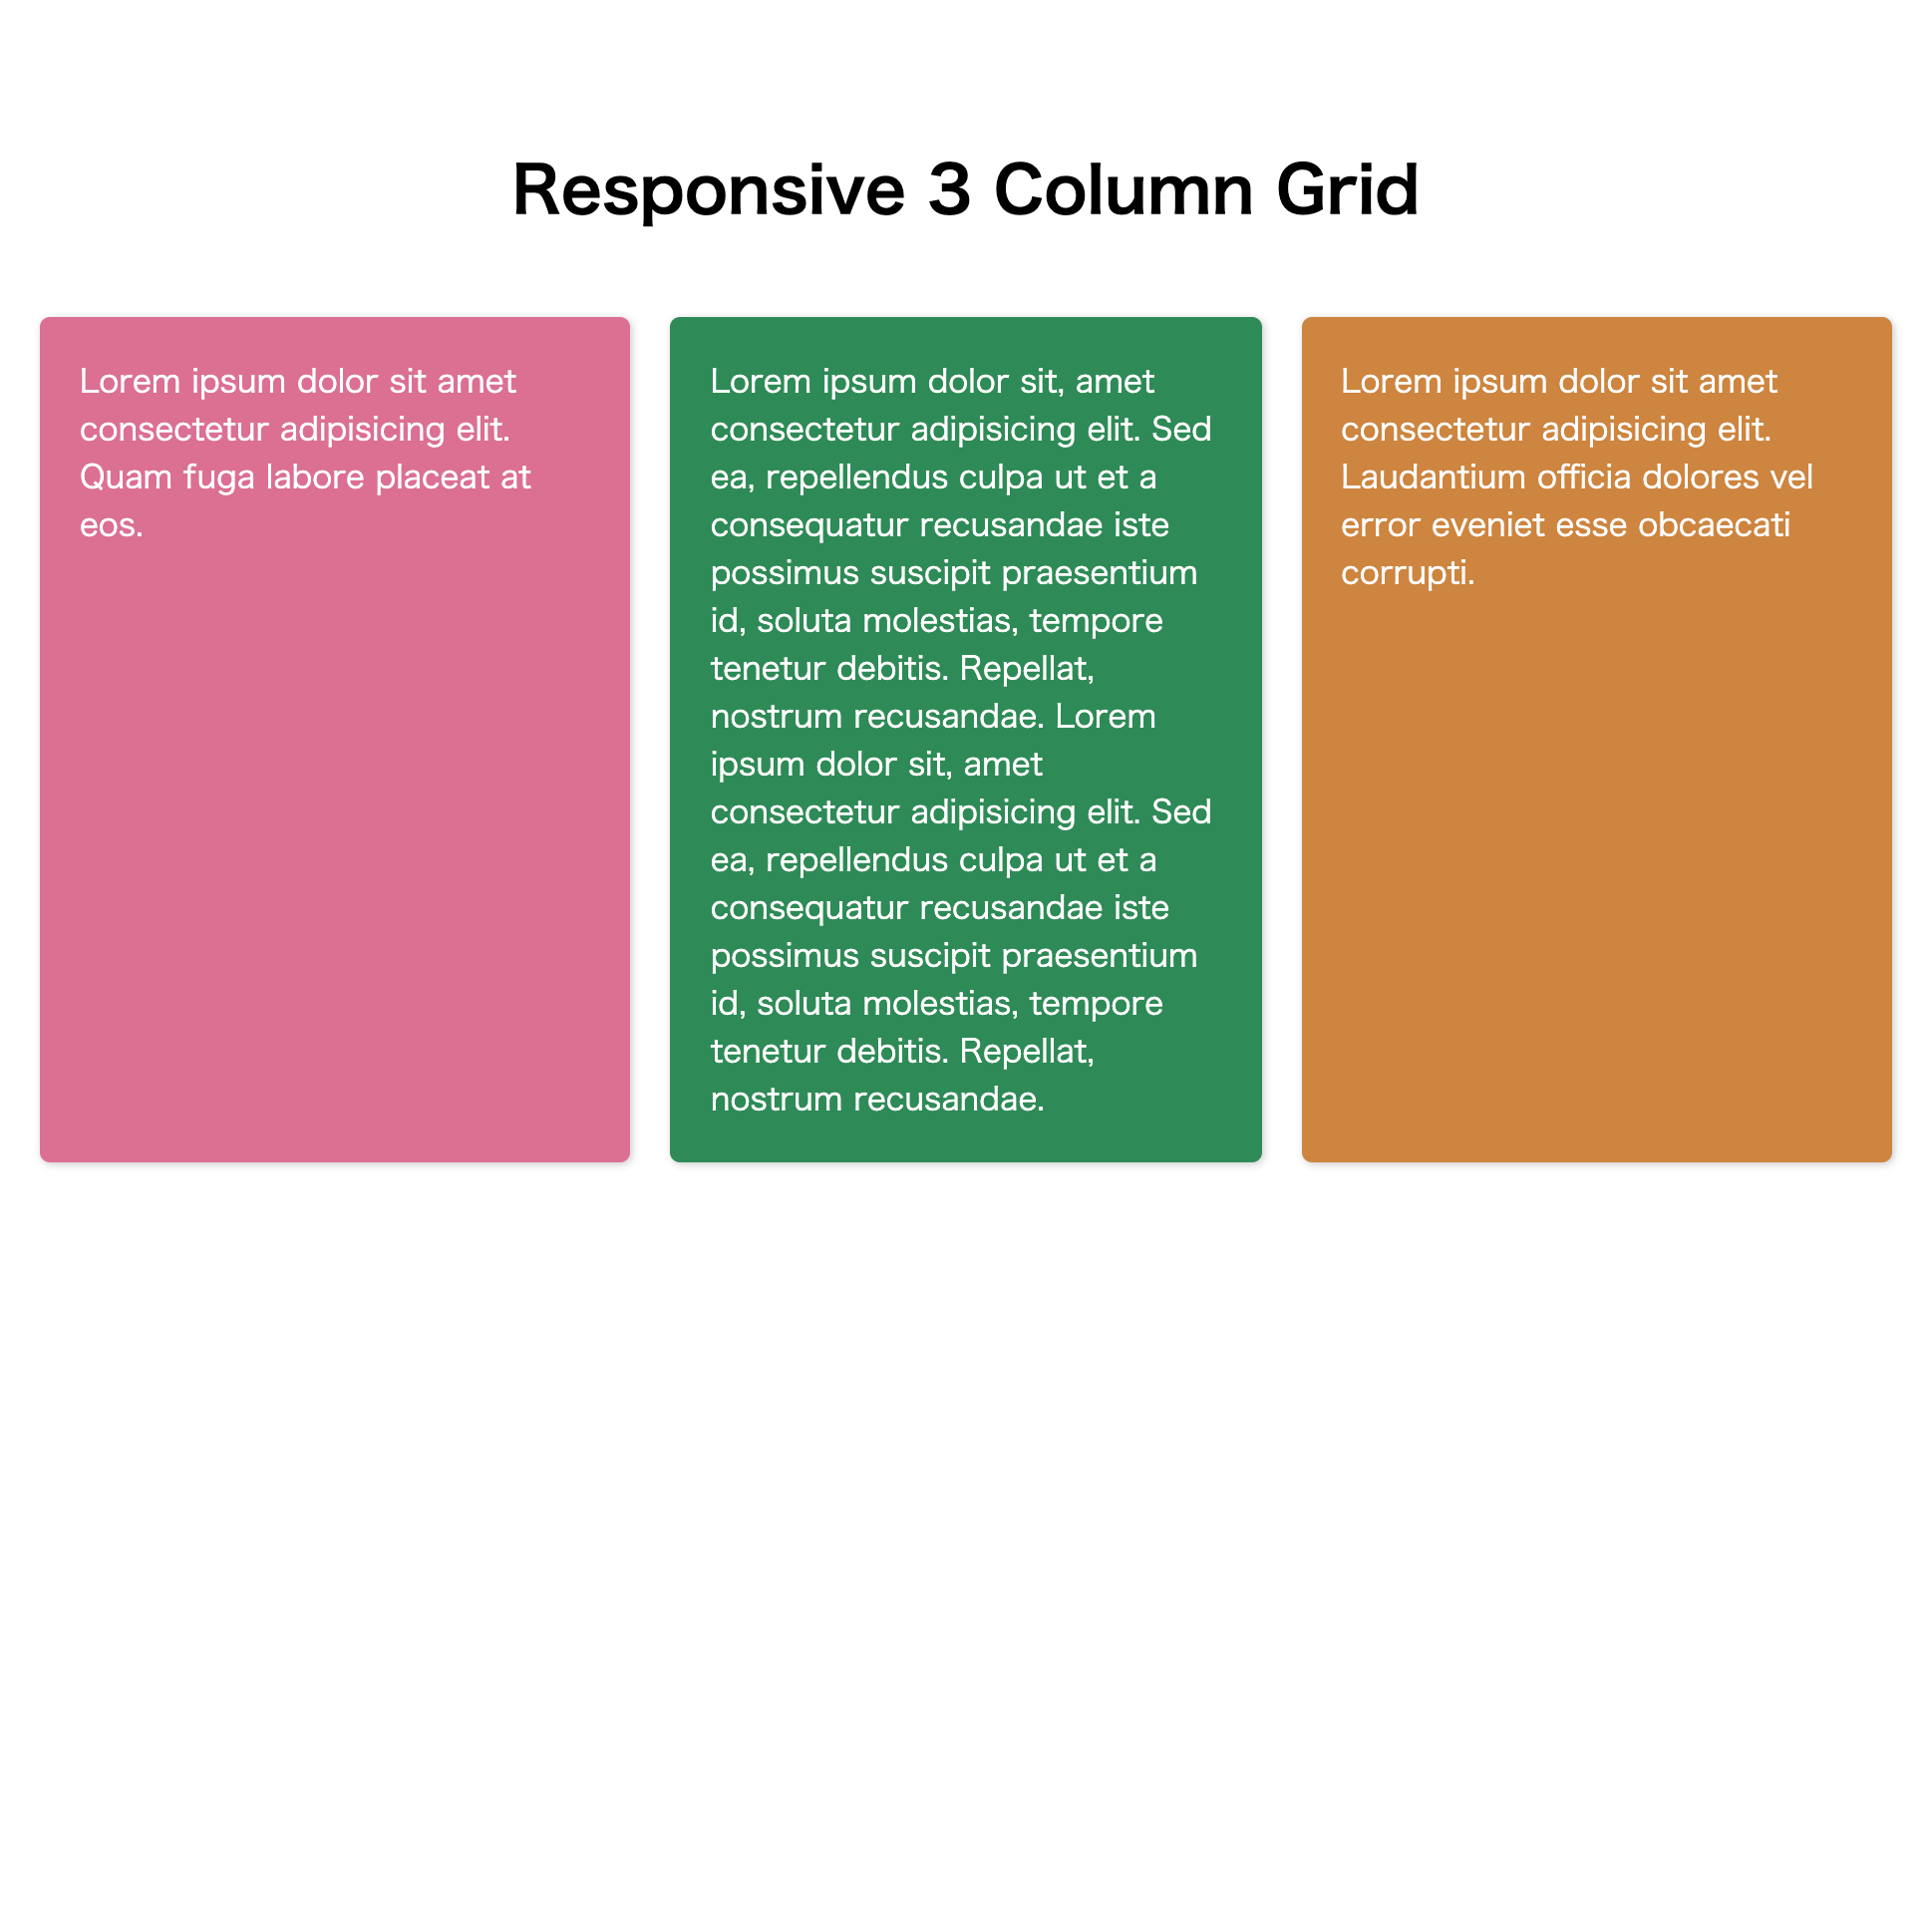 Responsive 3 Column Grid
Lorem ipsum dolor sit amet
consectetur adipisicing elit.
Quam fuga labore placeat at
eos.
Lorem ipsum dolor sit, amet
consectetur adipisicing elit. Sed
ea, repellendus culpa ut et a
consequatur recusandae iste
possimus suscipit praesentium
id, soluta molestias, tempore
tenetur debitis. Repellat,
nostrum recusandae. Lorem
ipsum dolor sit, amet
consectetur adipisicing elit. Sed
ea, repellendus culpa ut et a
consequatur recusandae iste
possimus suscipit praesentium
id, soluta molestias, tempore
tenetur debitis. Repellat,
nostrum recusandae.
Lorem ipsum dolor sit amet
consectetur adipisicing elit.
Laudantium officia dolores vel
error eveniet esse obcaecati
corrupti.